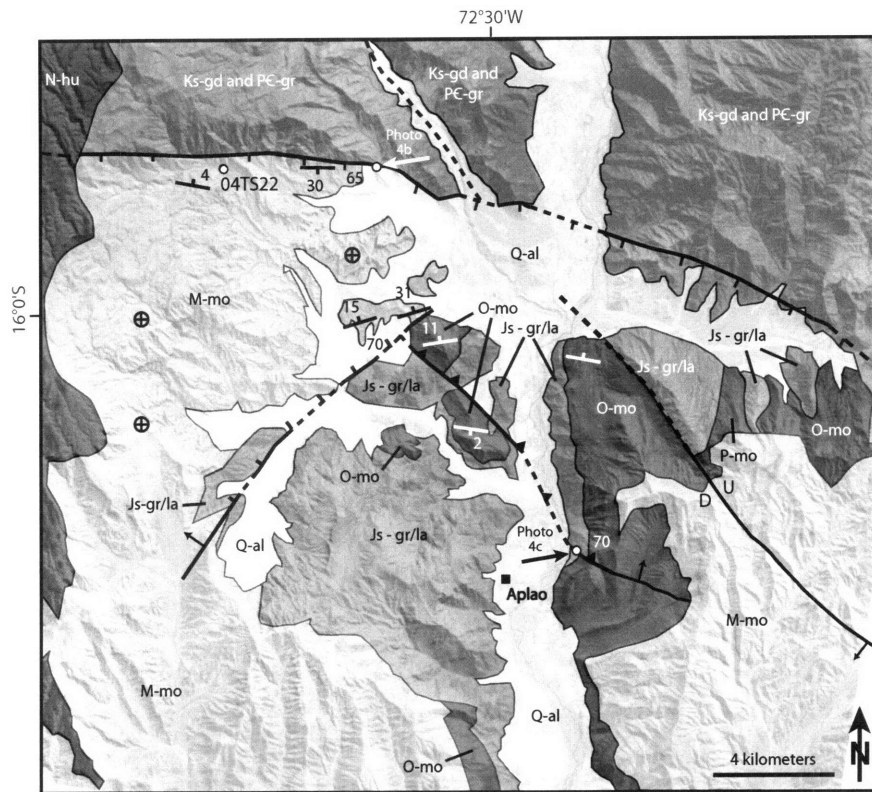 72°30'W
N-hu
Ks-gd and PЄ-gr
Ks-gd and
PЄ-gr
Ks-gd and PЄ-gr
Photo
4b
4
04TS22
30
65
Q-al
16°0'S
M-mo
15
31
70
11
O-mo
Js - gr/la
Js - gr/la
Js - gr/la
Js - gr/la
O-mo
O-mo
P-mo
2
O-mo
D
U
Js-gr/la
Q-al
Js - gr/la
Photo
4c
70
Aplao
M-mo
M-mo
Q-al
O-mo
4 kilometers
N